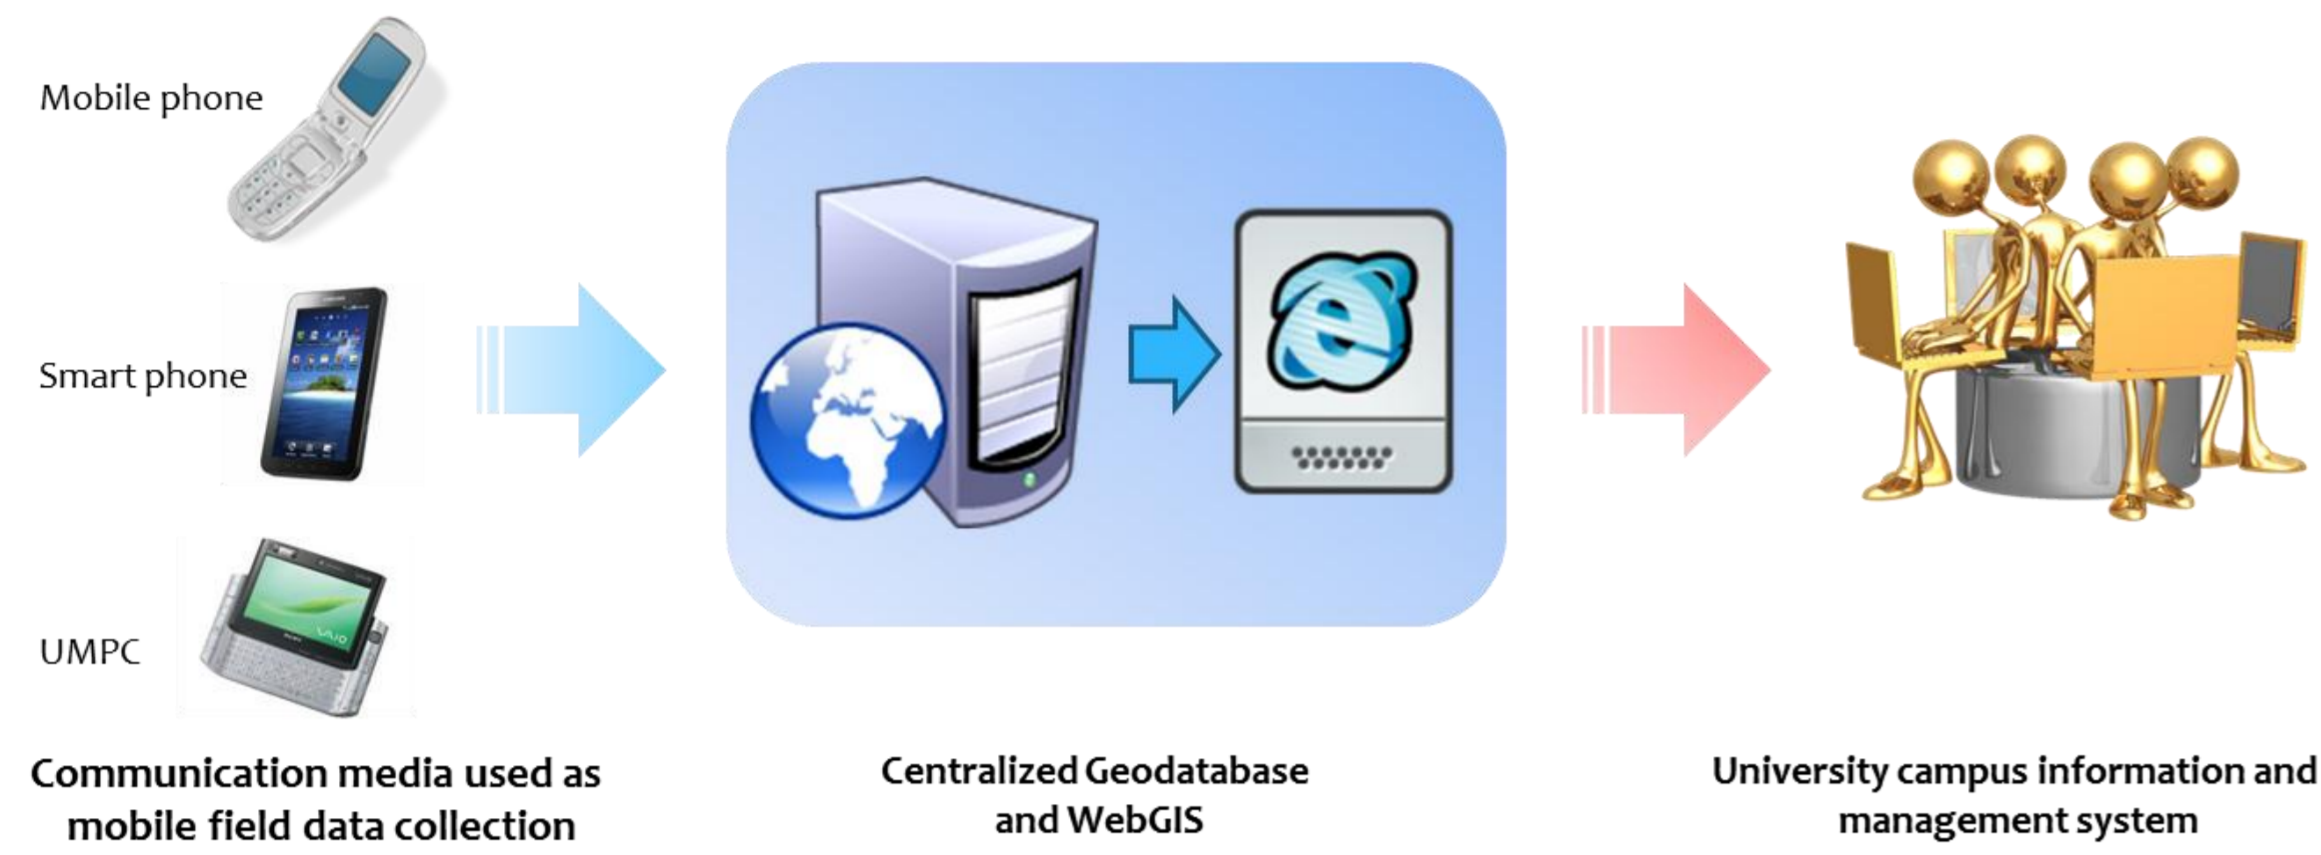 Mobile phone
Smart phone
UMPC
VAIO
Communication media used as
mobile field data collection
Centralized Geodatabase
and WebGIS
University campus information and
management system